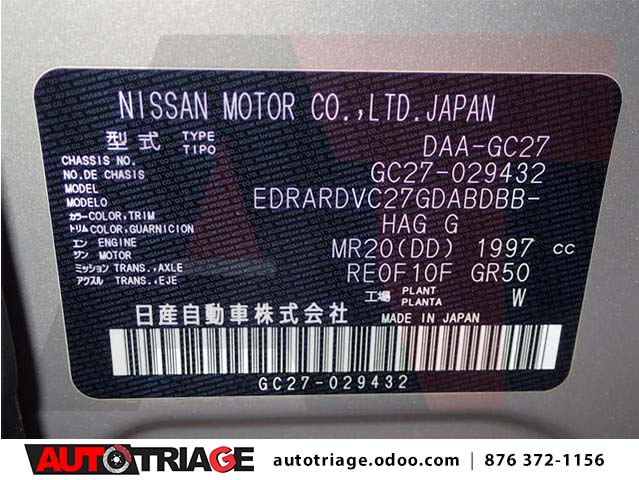 NISSAN MOTOR CO.,LTD.JAPAN
型式 TYPE TIPO DAA-GC27
CHASSIS NO. NO.DE CHASIS GC27-029432
MODEL MODELO EDRARDVC27GDABDBB-
カラー COLOR,TRIM トリム COLOR,GUARNICION HAG G
エン ENGINE ジン MOTOR MR20(DD) 1997 cc
ミッション TRANS.,AXLE アクスル TRANS.,EJE RE0F10F GR50
工場 PLANT PLANTA W
日産自動車株式会社 MADE IN JAPAN
GC27-029432
AUTOTRIAGE autotriage.odoo.com | 876 372-1156